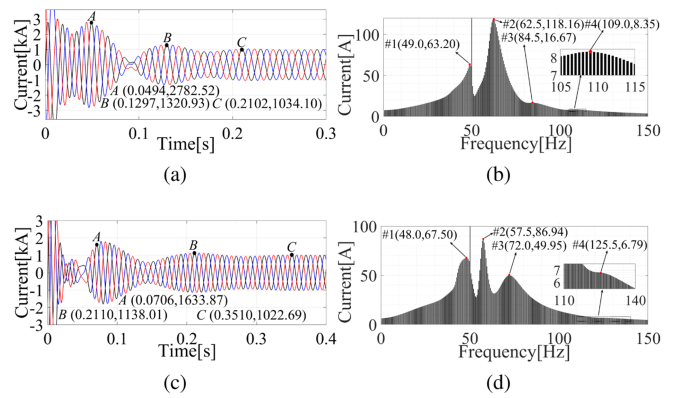 Current[kA]
3
2
1
0
-1
-2
-3
A
B
C
A (0.0494,2782.52)
B (0.1297,1320.93) C (0.2102,1034.10)
0 0.1 0.2 0.3
Time[s]
(a)
Current[A]
100
50
0
#1(49.0,63.20)
#2(62.5,118.16) #4(109.0,8.35)
#3(84.5,16.67)
8
7
105 110 115
0 50 100 150
Frequency[Hz]
(b)
Current[kA]
3
2
1
0
-1
-2
-3
A
B
C
A (0.0706,1633.87)
B (0.2110,1138.01) C (0.3510,1022.69)
0 0.1 0.2 0.3 0.4
Time[s]
(c)
Current[A]
100
50
0
#1(48.0,67.50)
#2(57.5,86.94)
#3(72.0,49.95) #4(125.5,6.79)
7
6
110 140
0 50 100 150
Frequency[Hz]
(d)